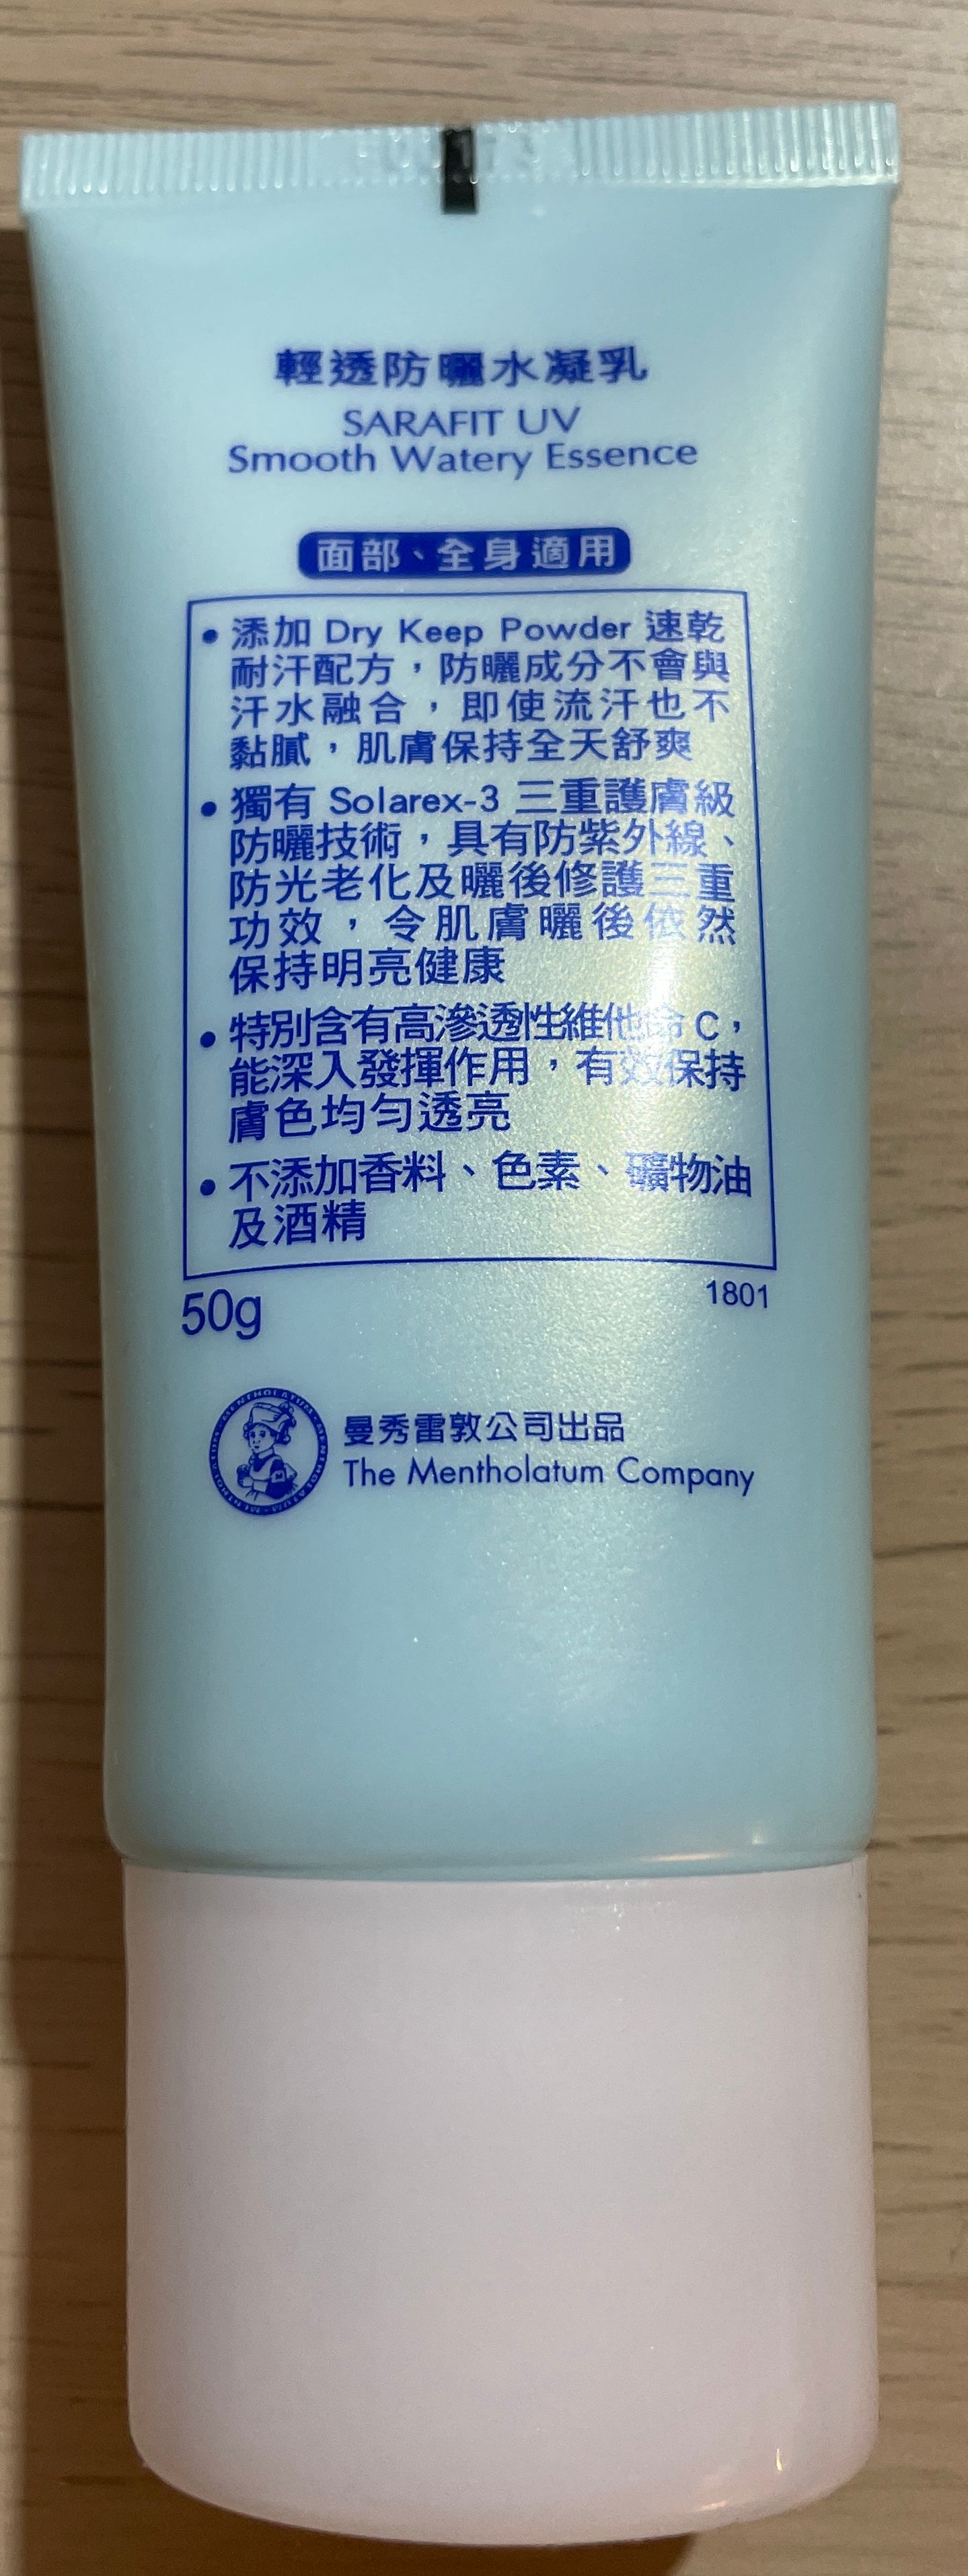 輕透防曬水凝乳
SARAFIT UV
Smooth Watery Essence
面部、全身適用
• 添加 Dry Keep Powder 速乾
耐汗配方，防曬成分不會與
汗水融合，即使流汗也不
黏膩，肌膚保持全天舒爽
• 獨有 Solarex-3 三重護膚級
防曬技術，具有防紫外線、
防光老化及曬後修護三重
功效，令肌膚曬後依然
保持明亮健康
• 特別含有高滲透性維他命 C，
能深入發揮作用，有效保持
膚色均勻透亮
• 不添加香料、色素、礦物油
及酒精
50g
1801
MENTHOLATUM
曼秀雷敦公司出品
The Mentholatum Company